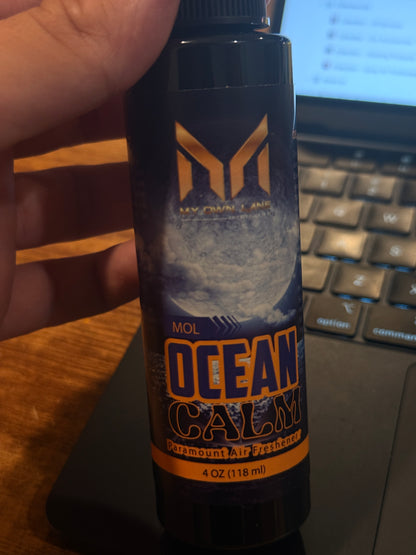 MY OWN LANE
MOL
OCEAN
CALM
Paramount Air Freshener
4 OZ (118 ml)
option
command